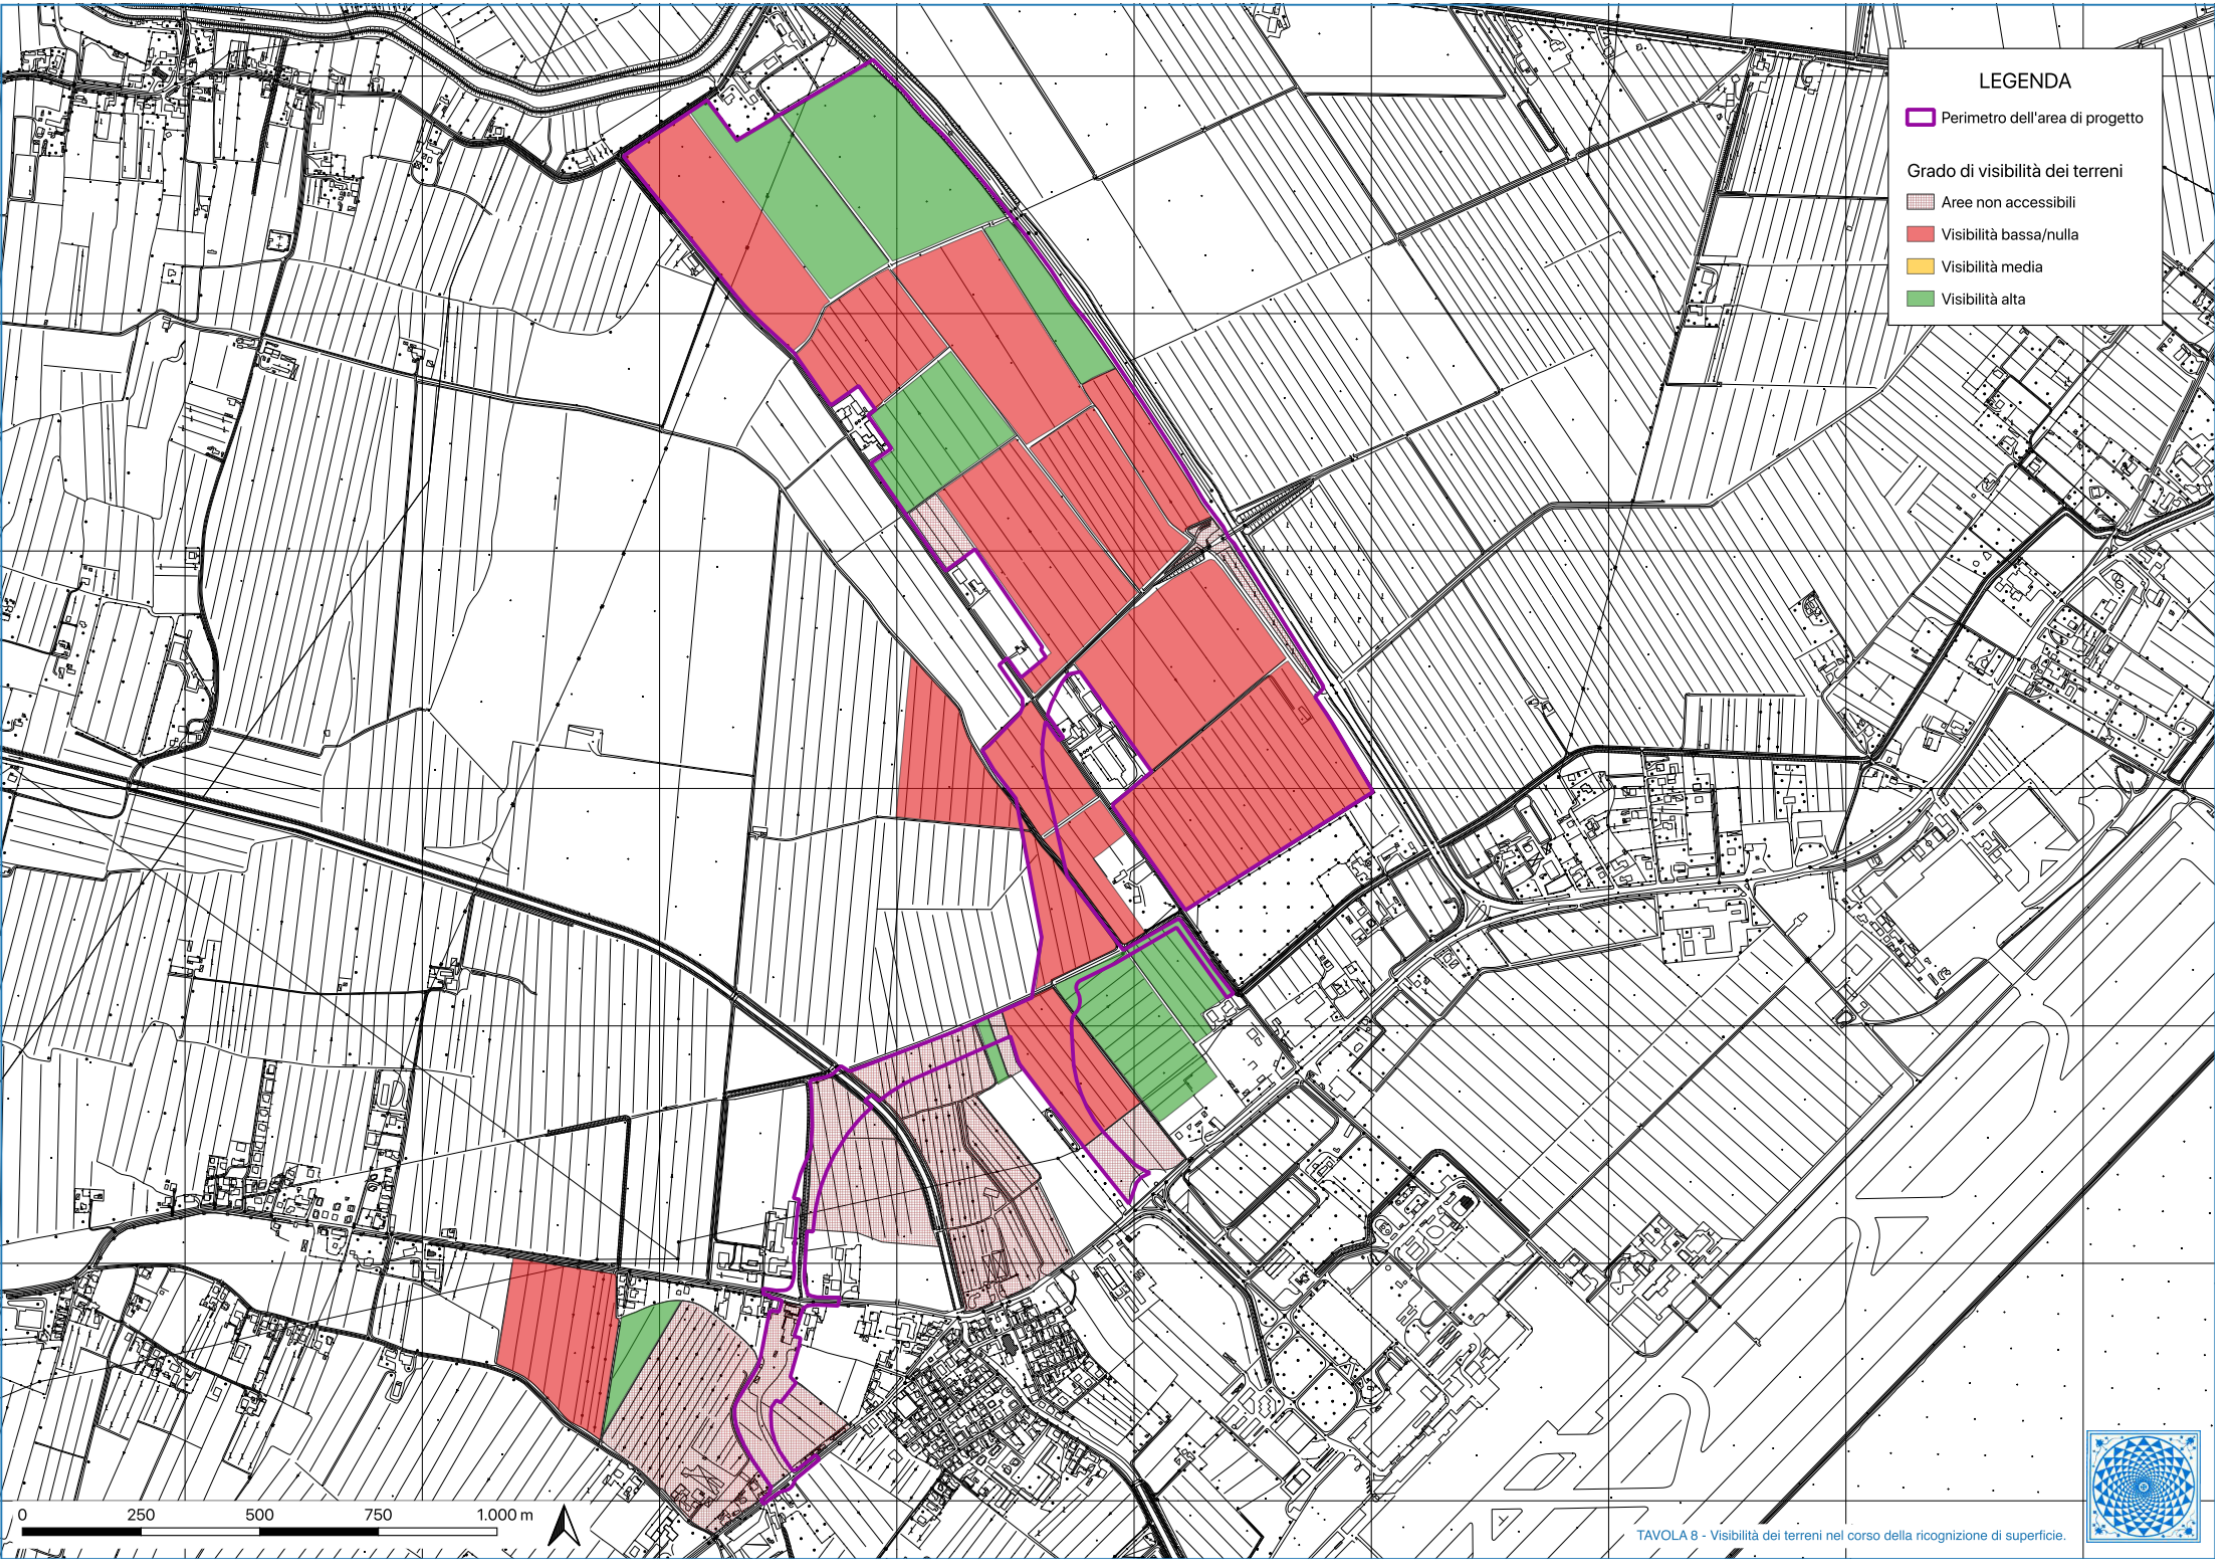 LEGENDA
Perimetro dell'area di progetto
Grado di visibilità dei terreni
Aree non accessibili
Visibilità bassa/nulla
Visibilità media
Visibilità alta
0 250 500 750 1.000 m
TAVOLA 8 - Visibilità dei terreni nel corso della ricognizione di superficie.